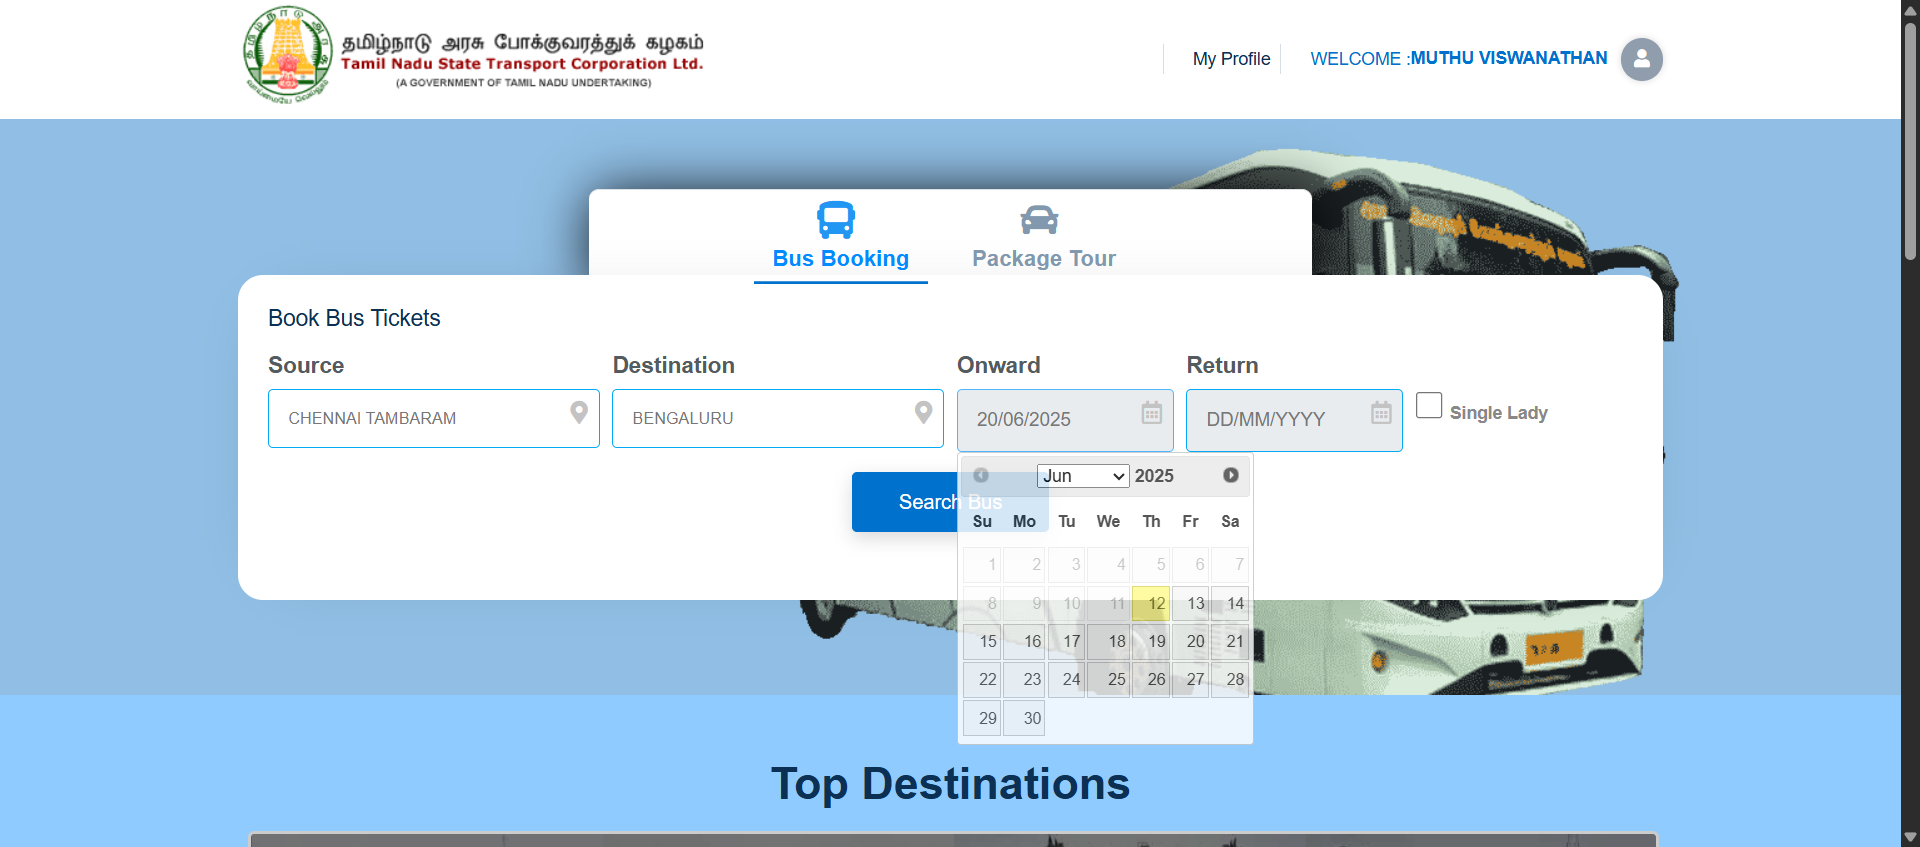 தமிழ்நாடு அரசு போக்குவரத்துக் கழகம்
Tamil Nadu State Transport Corporation Ltd.
(A GOVERNMENT OF TAMIL NADU UNDERTAKING)
My Profile
WELCOME :MUTHU VISWANATHAN
Bus Booking
Package Tour
Book Bus Tickets
Source
Destination
Onward
Return
CHENNAI TAMBARAM
BENGALURU
20/06/2025
DD/MM/YYYY
Single Lady
Search Bus
Jun 2025
Su Mo Tu We Th Fr Sa
1 2 3 4 5 6 7
8 9 10 11 12 13 14
15 16 17 18 19 20 21
22 23 24 25 26 27 28
29 30
Top Destinations